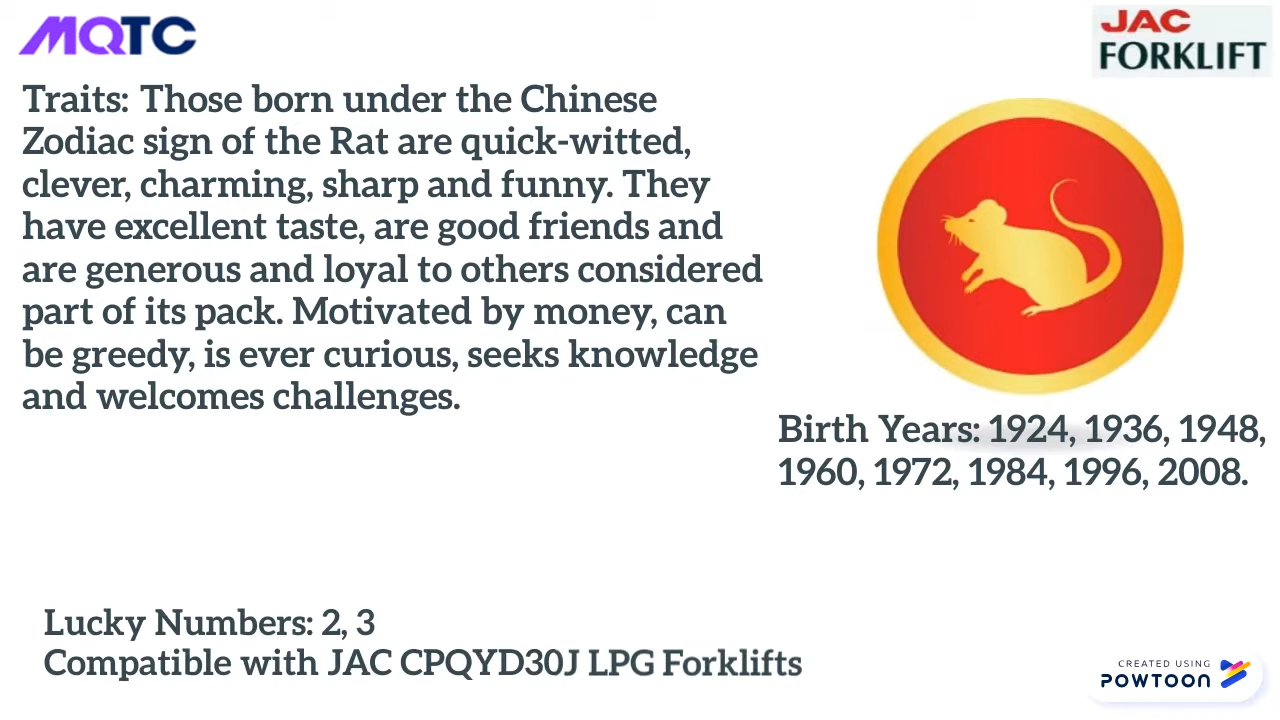 MQTC
JAC
FORKLIFT
Traits: Those born under the Chinese
Zodiac sign of the Rat are quick-witted,
clever, charming, sharp and funny. They
have excellent taste, are good friends and
are generous and loyal to others considered
part of its pack. Motivated by money, can
be greedy, is ever curious, seeks knowledge
and welcomes challenges.
Birth Years: 1924, 1936, 1948,
1960, 1972, 1984, 1996, 2008.
Lucky Numbers: 2, 3
Compatible with JAC CPQYD30J LPG Forklifts
CREATED USING
POWTOON